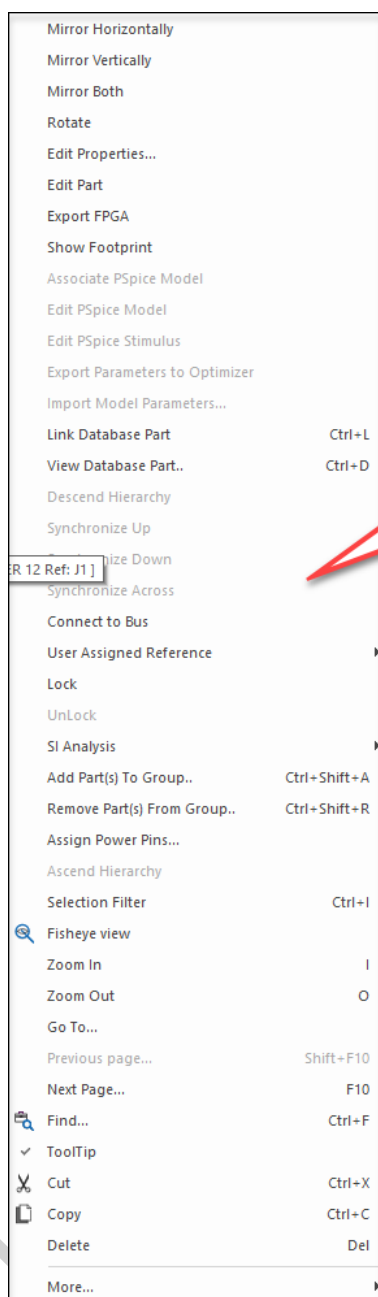 Mirror Horizontally
Mirror Vertically
Mirror Both
Rotate
Edit Properties...
Edit Part
Export FPGA
Show Footprint
Associate PSpice Model
Edit PSpice Model
Edit PSpice Stimulus
Export Parameters to Optimizer
Import Model Parameters...
Link Database Part Ctrl+L
View Database Part.. Ctrl+D
Descend Hierarchy
Synchronize Up
ER 12 Ref: J1 ] Down
Synchronize Across
Connect to Bus
User Assigned Reference
Lock
UnLock
SI Analysis
Add Part(s) To Group.. Ctrl+Shift+A
Remove Part(s) From Group.. Ctrl+Shift+R
Assign Power Pins...
Ascend Hierarchy
Selection Filter Ctrl+I
Fisheye view
Zoom In I
Zoom Out O
Go To...
Previous page... Shift+F10
Next Page... F10
Find... Ctrl+F
ToolTip
Cut Ctrl+X
Copy Ctrl+C
Delete Del
More...